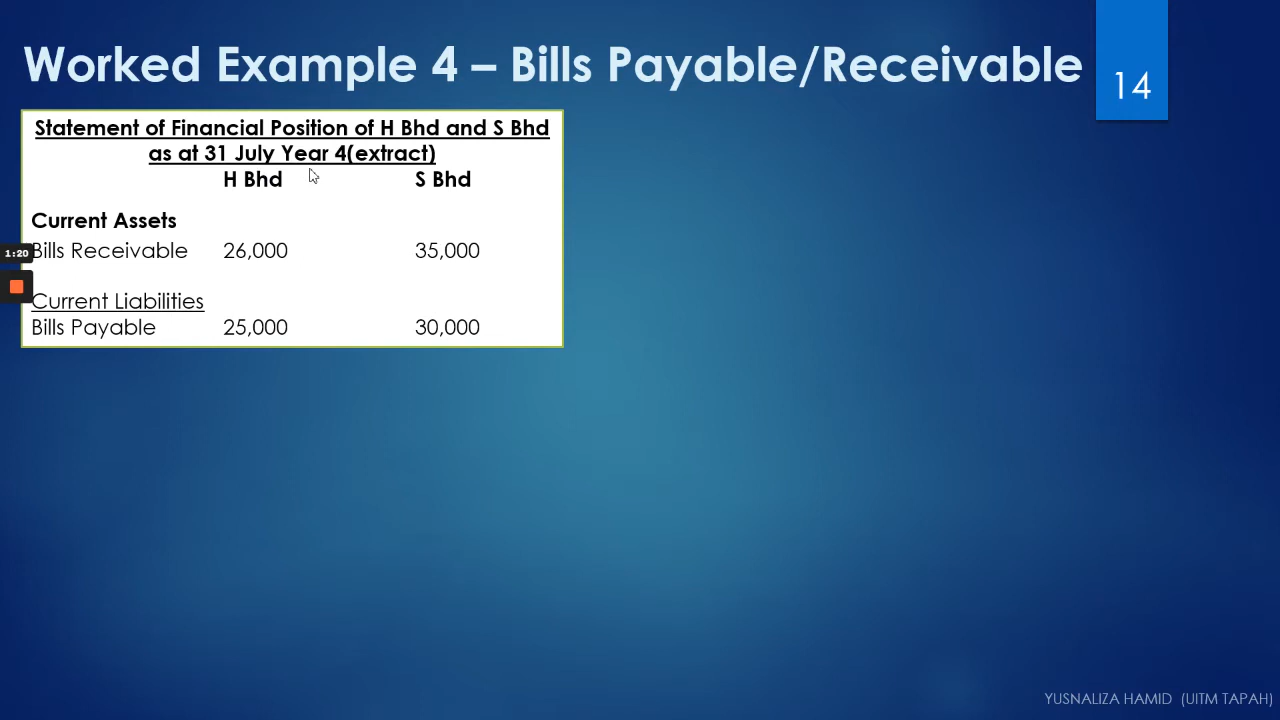 Worked Example 4 – Bills Payable/Receivable
14
Statement of Financial Position of H Bhd and S Bhd
as at 31 July Year 4(extract)
H Bhd S Bhd
Current Assets
Bills Receivable 26,000 35,000
1:20
Current Liabilities
Bills Payable 25,000 30,000
YUSNALIZA HAMID (UITM TAPAH)